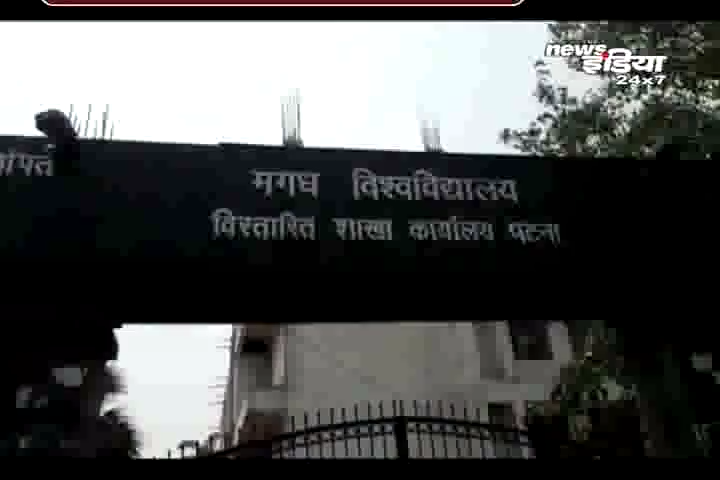 news
इंडिया
24x7
मगध विश्वविद्यालय
विस्तारित शाखा कार्यालय पटना